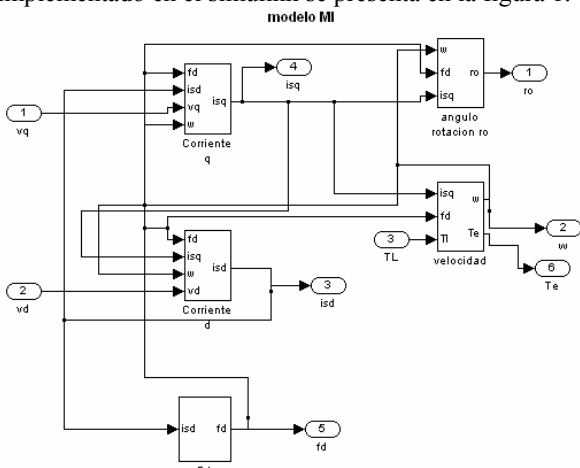 implementado en el simulink se presenta en la figura 1.
modelo MI
fd
isd
vq
w
isq
Corriente
q
1
vq
4
isq
w
fd
isq
ro
angulo
rotacion ro
1
ro
isq
fd
Tl
w
Te
velocidad
3
TL
2
w
6
Te
fd
isq
w
vd
isd
Corriente
d
2
vd
3
isd
isd
fd
5
fd